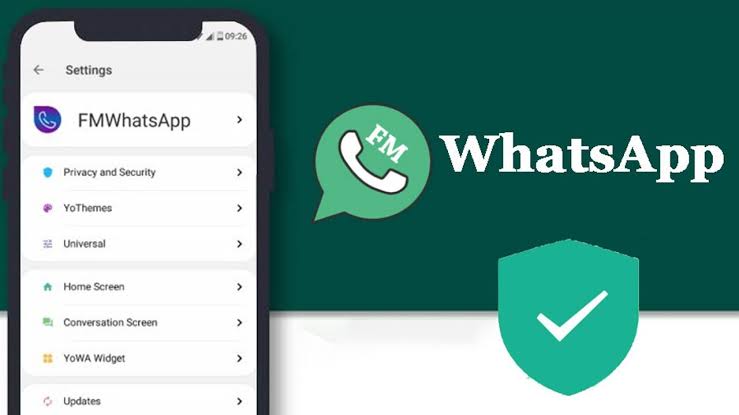 09:26
Settings
FMWhatsApp
Privacy and Security
YoThemes
Universal
Home Screen
Conversation Screen
YoWA Widget
Updates
FM
WhatsApp